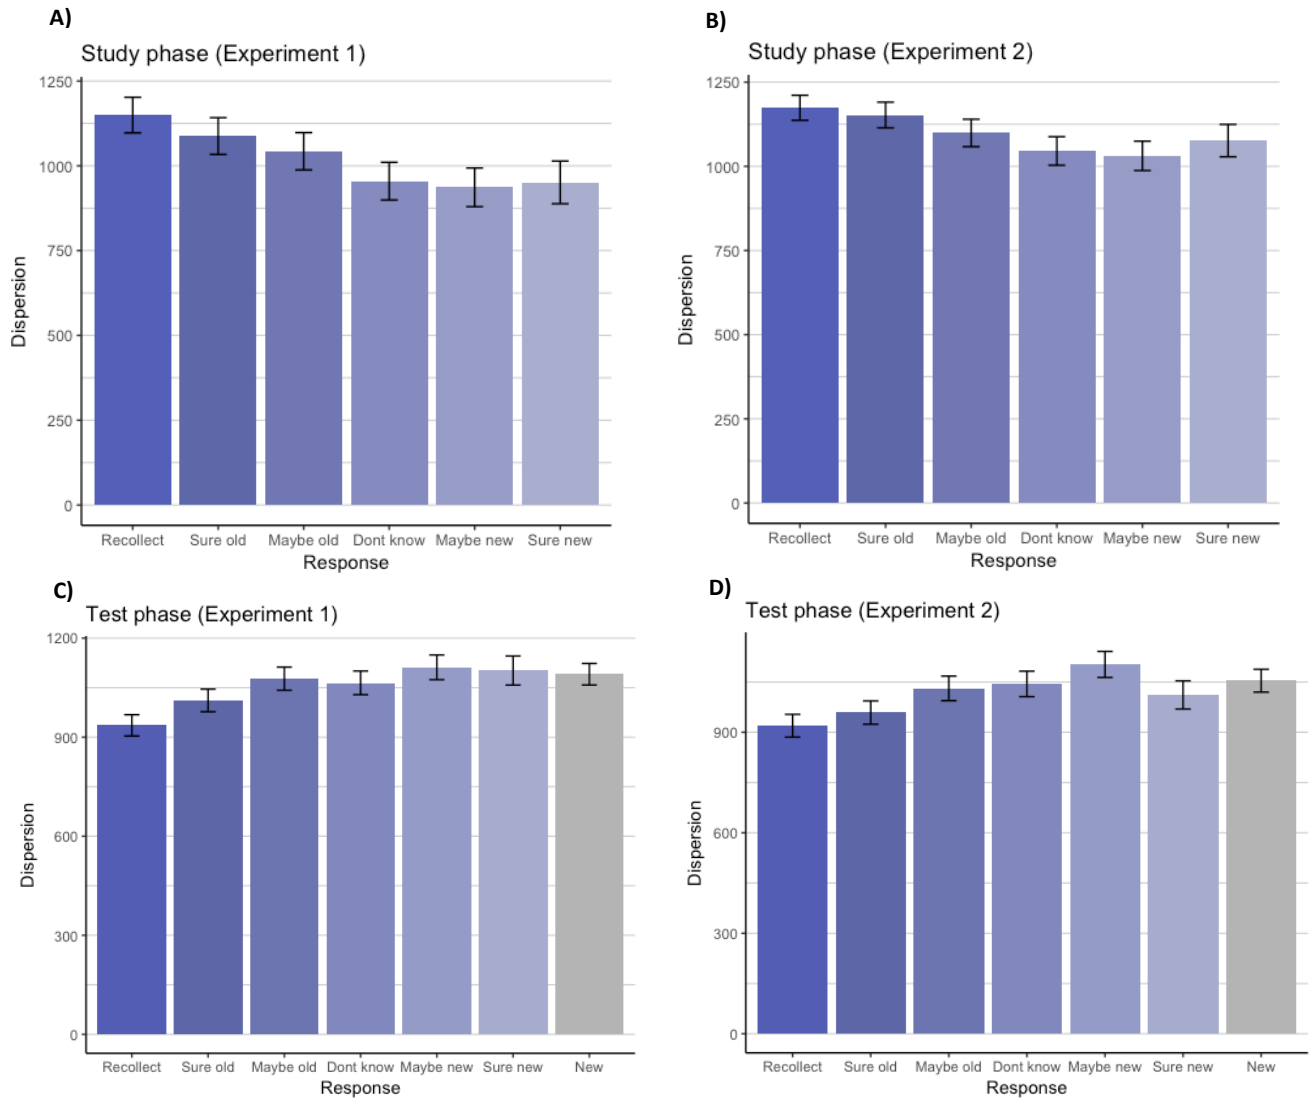 A)
Study phase (Experiment 1)
1250
1000
750
500
250
0
Dispersion
Recollect Sure old Maybe old Dont know Maybe new Sure new
Response
B)
Study phase (Experiment 2)
1250
1000
750
500
250
0
Dispersion
Recollect Sure old Maybe old Dont know Maybe new Sure new
Response
C)
Test phase (Experiment 1)
1200
900
600
300
0
Dispersion
Recollect Sure old Maybe old Dont know Maybe new Sure new New
Response
D)
Test phase (Experiment 2)
900
600
300
0
Dispersion
Recollect Sure old Maybe old Dont know Maybe new Sure new New
Response